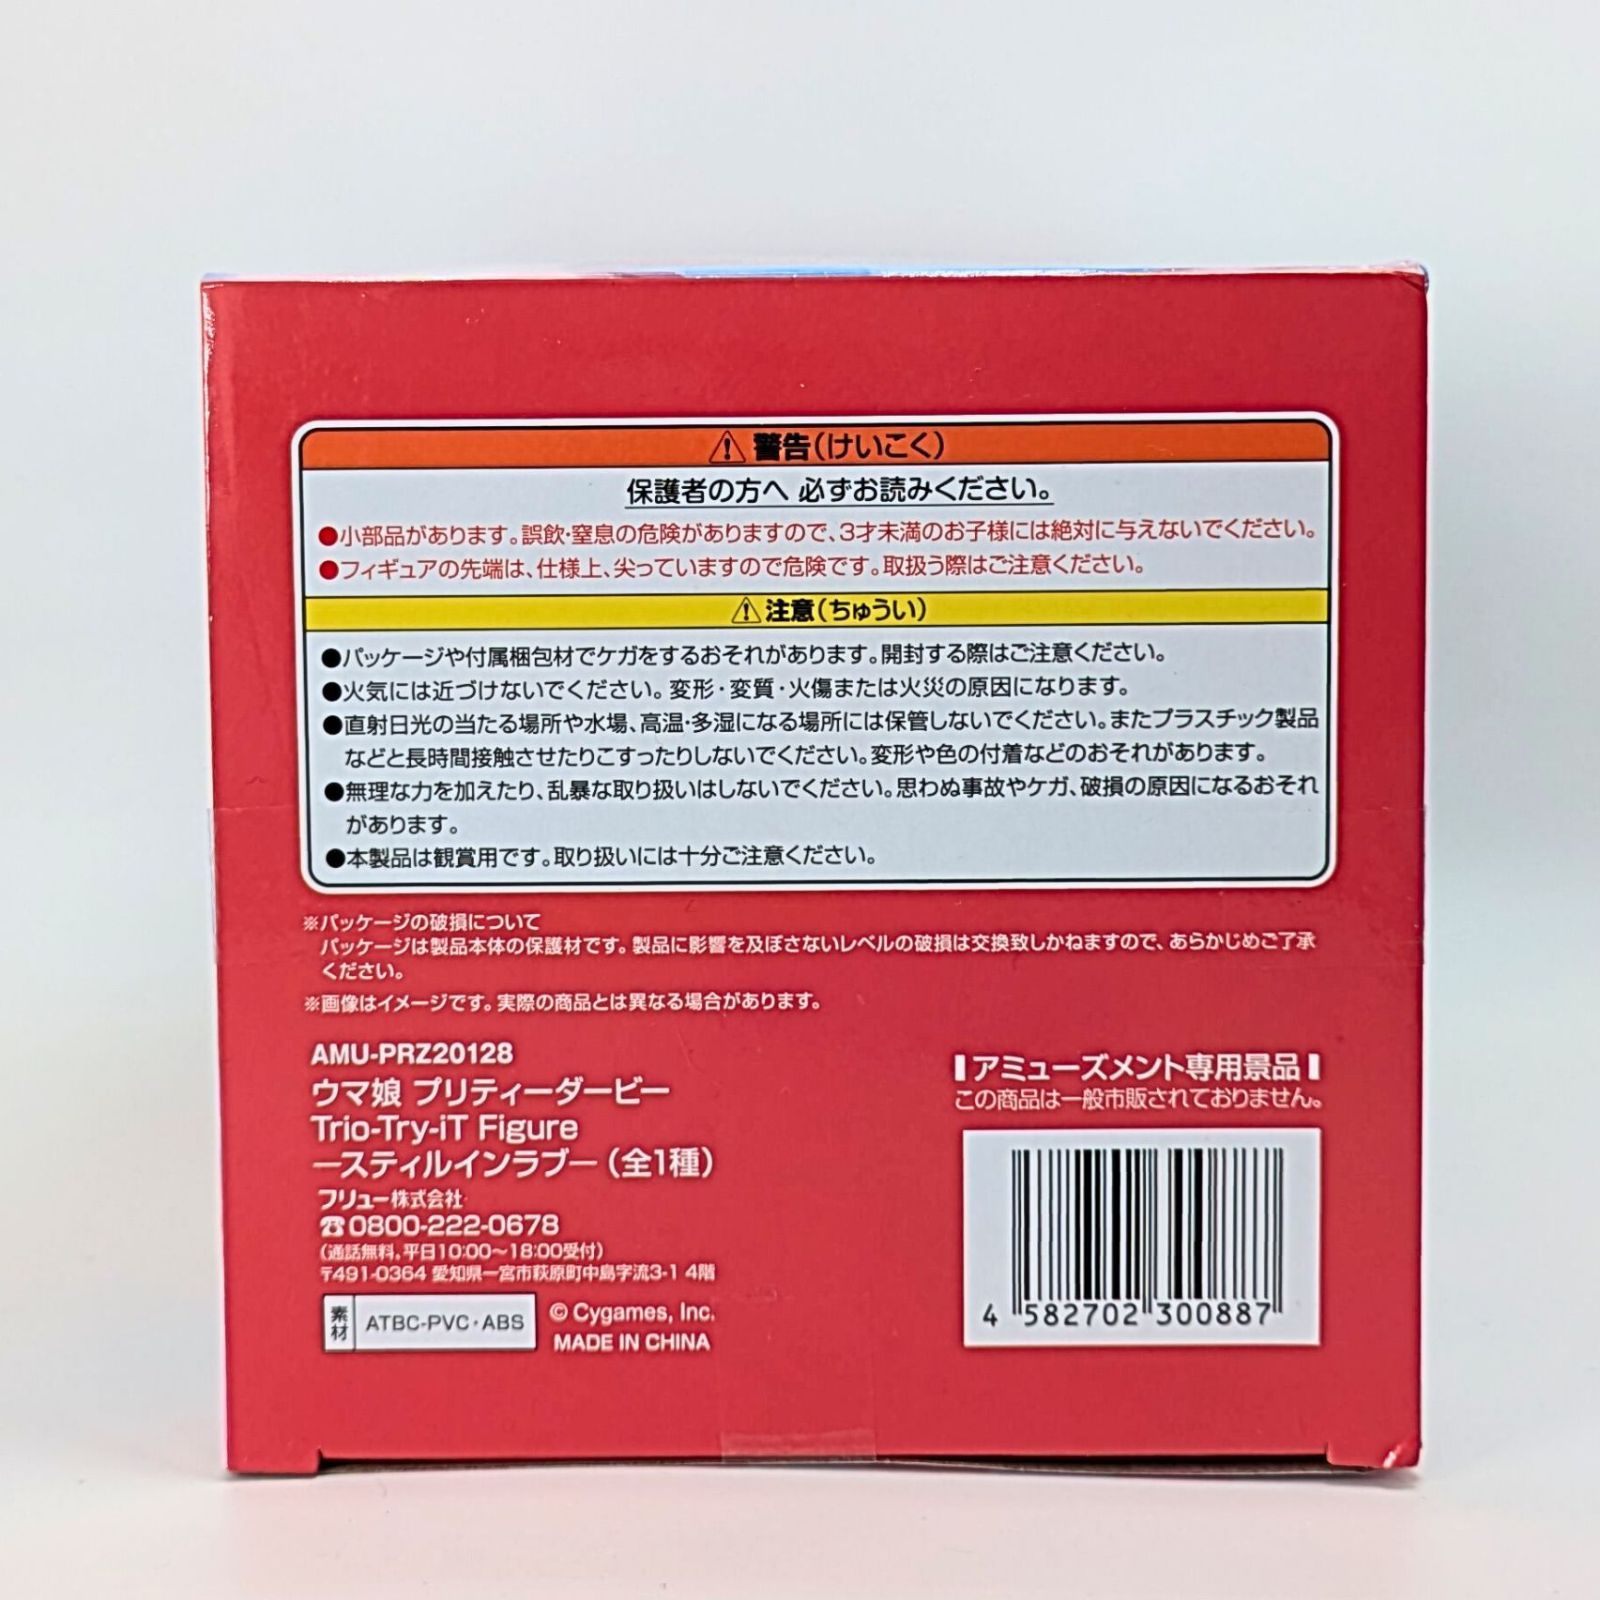 ⚠警告(けいこく)
保護者の方へ 必ずお読みください。
●小部品があります。誤飲・窒息の危険がありますので、3才未満のお子様には絶対に与えないでください。
●フィギュアの先端は、仕様上、尖っていますので危険です。取扱う際はご注意ください。
⚠注意(ちゅうい)
●パッケージや付属梱包材でケガをするおそれがあります。開封する際はご注意ください。
●火気には近づけないでください。変形・変質・火傷または火災の原因になります。
●直射日光の当たる場所や水場、高温・多湿になる場所には保管しないでください。またプラスチック製品
などと長時間接触させたりこすったりしないでください。変形や色の付着などのおそれがあります。
●無理な力を加えたり、乱暴な取り扱いはしないでください。思わぬ事故やケガ、破損の原因になるおそれ
があります。
●本製品は観賞用です。取り扱いには十分ご注意ください。
※パッケージの破損について
パッケージは製品本体の保護材です。製品に影響を及ぼさないレベルの破損は交換致しかねますので、あらかじめご了承
ください。
※画像はイメージです。実際の商品とは異なる場合があります。
AMU-PRZ20128
ウマ娘 プリティーダービー
Trio-Try-iT Figure
ースティルインラブー(全1種)
フリュー株式会社
☎0800-222-0678
(通話無料。平日10:00〜18:00受付)
〒491-0364 愛知県一宮市萩原町中島字流3-1 4階
素材 ATBC-PVC・ABS
© Cygames, Inc.
MADE IN CHINA
アミューズメント専用景品
この商品は一般市販されておりません。
4 582702 300887